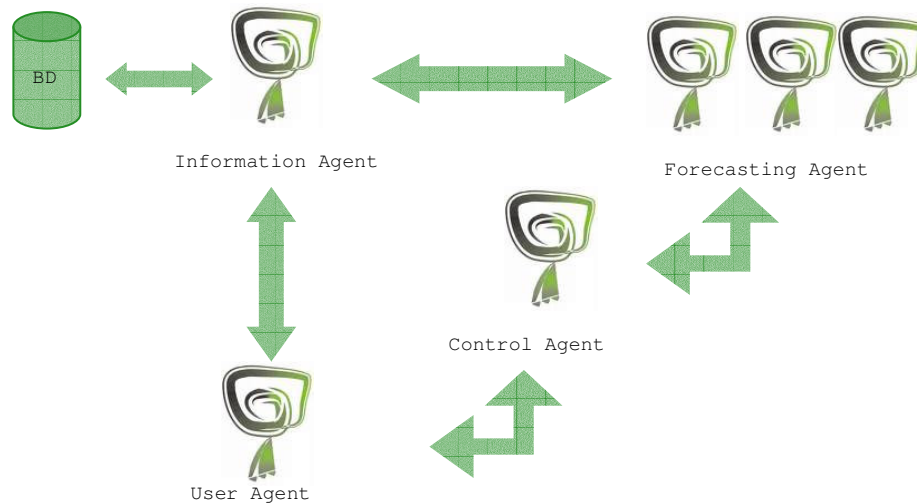 BD
Information Agent
Forecasting Agent
Control Agent
User Agent